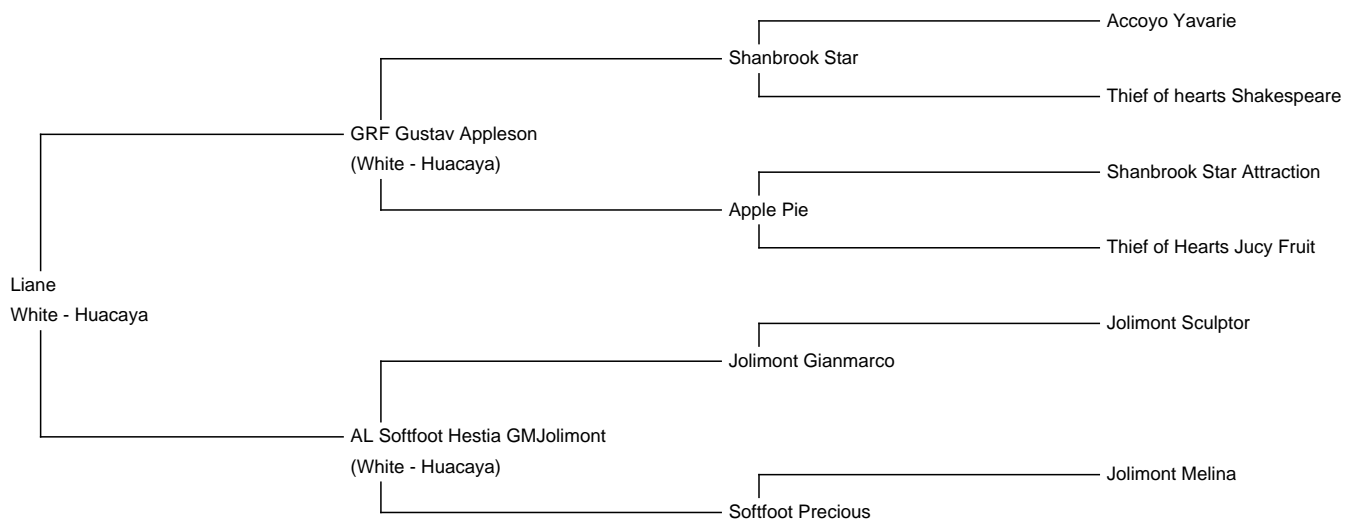 Accoyo Yavarie
Shanbrook Star
Thief of hearts Shakespeare
GRF Gustav Appleson
(White - Huacaya)
Shanbrook Star Attraction
Apple Pie
Thief of Hearts Jucy Fruit
Liane
White - Huacaya
Jolimont Sculptor
Jolimont Gianmarco
AL Softfoot Hestia GMJolimont
(White - Huacaya)
Jolimont Melina
Softfoot Precious